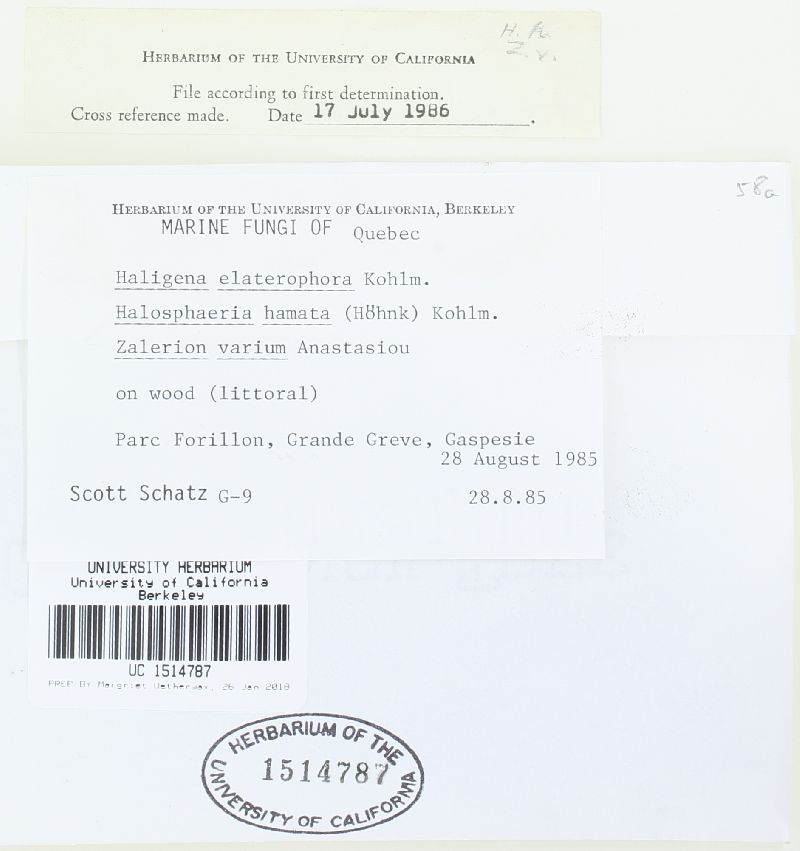 H. h.
Z. v.
HERBARIUM OF THE UNIVERSITY OF CALIFORNIA
File according to first determination.
Cross reference made. Date 17 July 1986.
58a
HERBARIUM OF THE UNIVERSITY OF CALIFORNIA, BERKELEY
MARINE FUNGI OF Quebec
Haligena elaterophora Kohlm.
Halosphaeria hamata (Höhnk) Kohlm.
Zalerion varium Anastasiou
on wood (littoral)
Parc Forillon, Grande Greve, Gaspesie
28 August 1985
Scott Schatz G-9 28.8.85
UNIVERSITY HERBARIUM
University of California
Berkeley
UC 1514787
PREP BY Margriet Wetherwax, 26 Jan 2018
HERBARIUM OF THE
1514787
UNIVERSITY OF CALIFORNIA